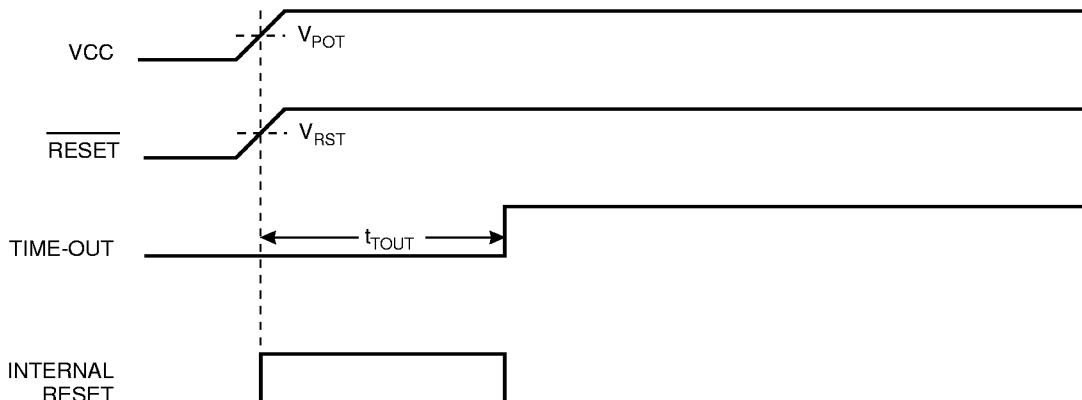 VCC
VPOT
RESET
VRST
TIME-OUT
tTOUT
INTERNAL
RESET